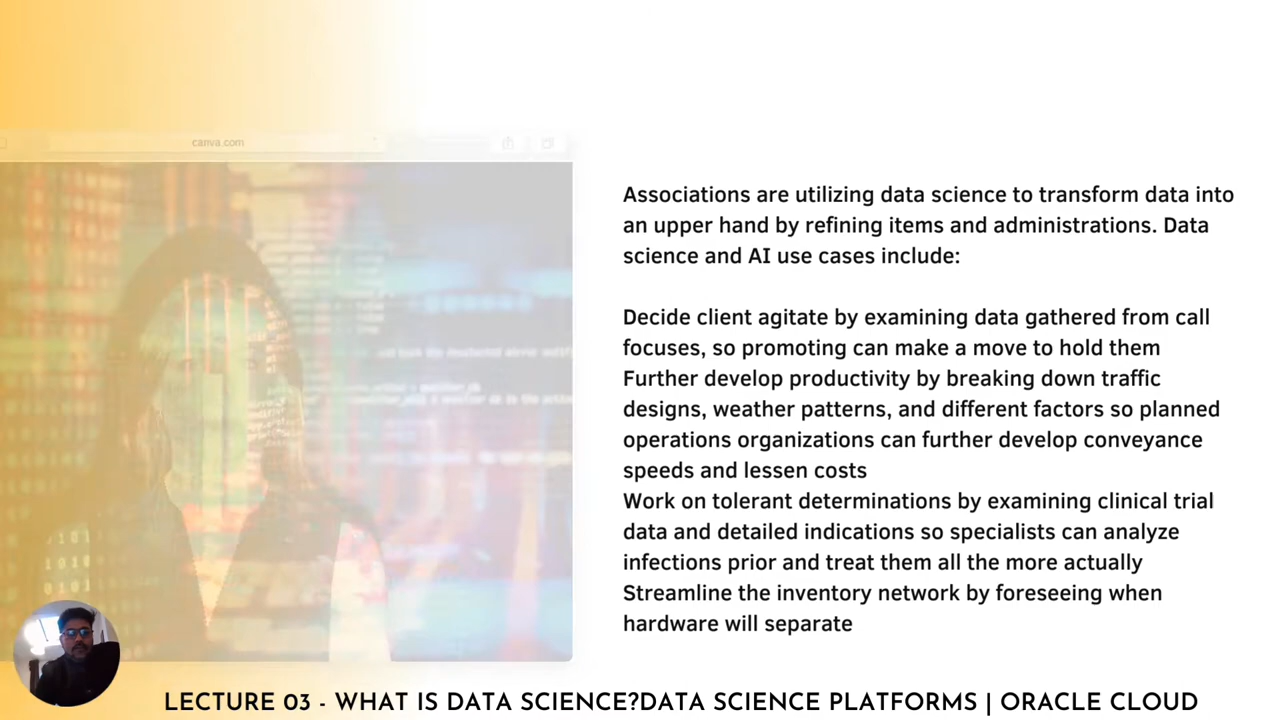 canva.com
Associations are utilizing data science to transform data into
an upper hand by refining items and administrations. Data
science and AI use cases include:
Decide client agitate by examining data gathered from call
focuses, so promoting can make a move to hold them
Further develop productivity by breaking down traffic
designs, weather patterns, and different factors so planned
operations organizations can further develop conveyance
speeds and lessen costs
Work on tolerant determinations by examining clinical trial
data and detailed indications so specialists can analyze
infections prior and treat them all the more actually
Streamline the inventory network by foreseeing when
hardware will separate
LECTURE 03 - WHAT IS DATA SCIENCE?DATA SCIENCE PLATFORMS | ORACLE CLOUD